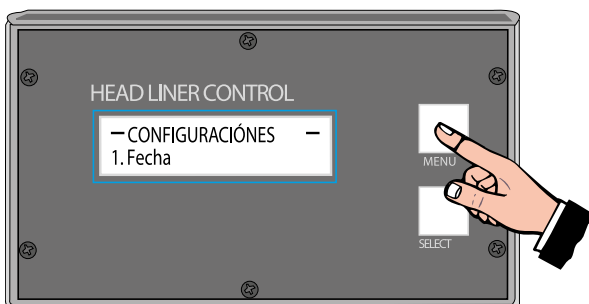 HEAD LINER CONTROL
– CONFIGURACIÓNES –
1. Fecha
MENU
SELECT